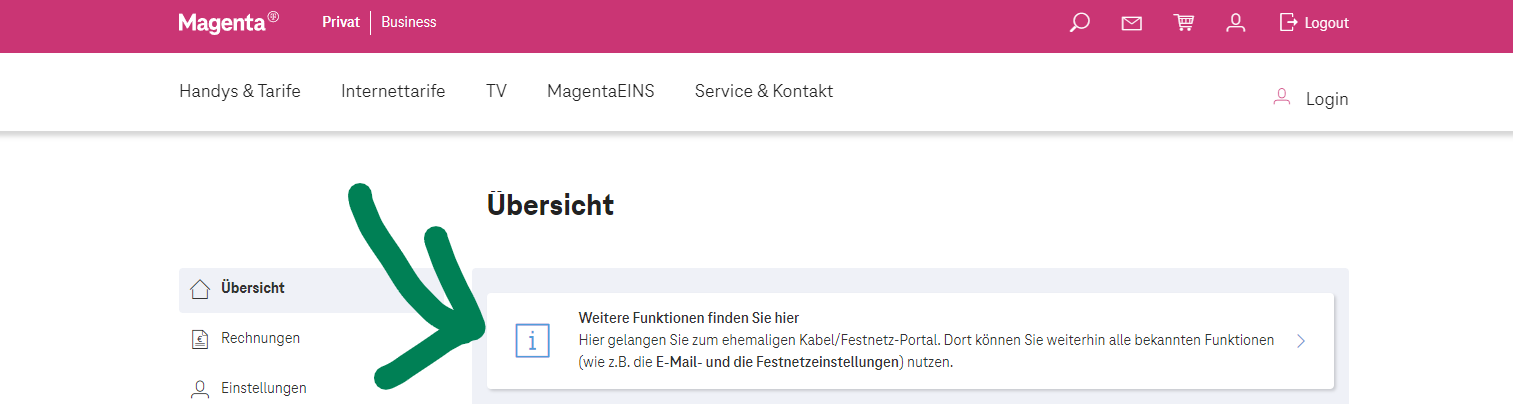 Magenta Privat Business Logout
Handys & Tarife Internettarife TV MagentaEINS Service & Kontakt Login
Übersicht
Übersicht
Rechnungen
Einstellungen
Weitere Funktionen finden Sie hier
Hier gelangen Sie zum ehemaligen Kabel/Festnetz-Portal. Dort können Sie weiterhin alle bekannten Funktionen
(wie z.B. die E-Mail- und die Festnetzeinstellungen) nutzen.